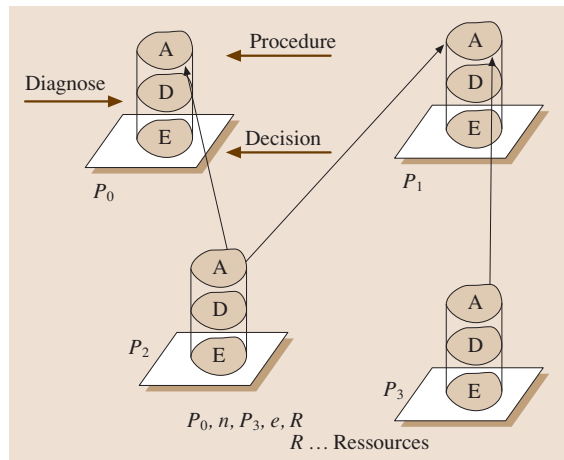 A
Procedure
A
Diagnose
D
D
E
Decision
E
P0
P1
A
A
D
D
P2
E
P3
E
P0, n, P3, e, R
R … Ressources